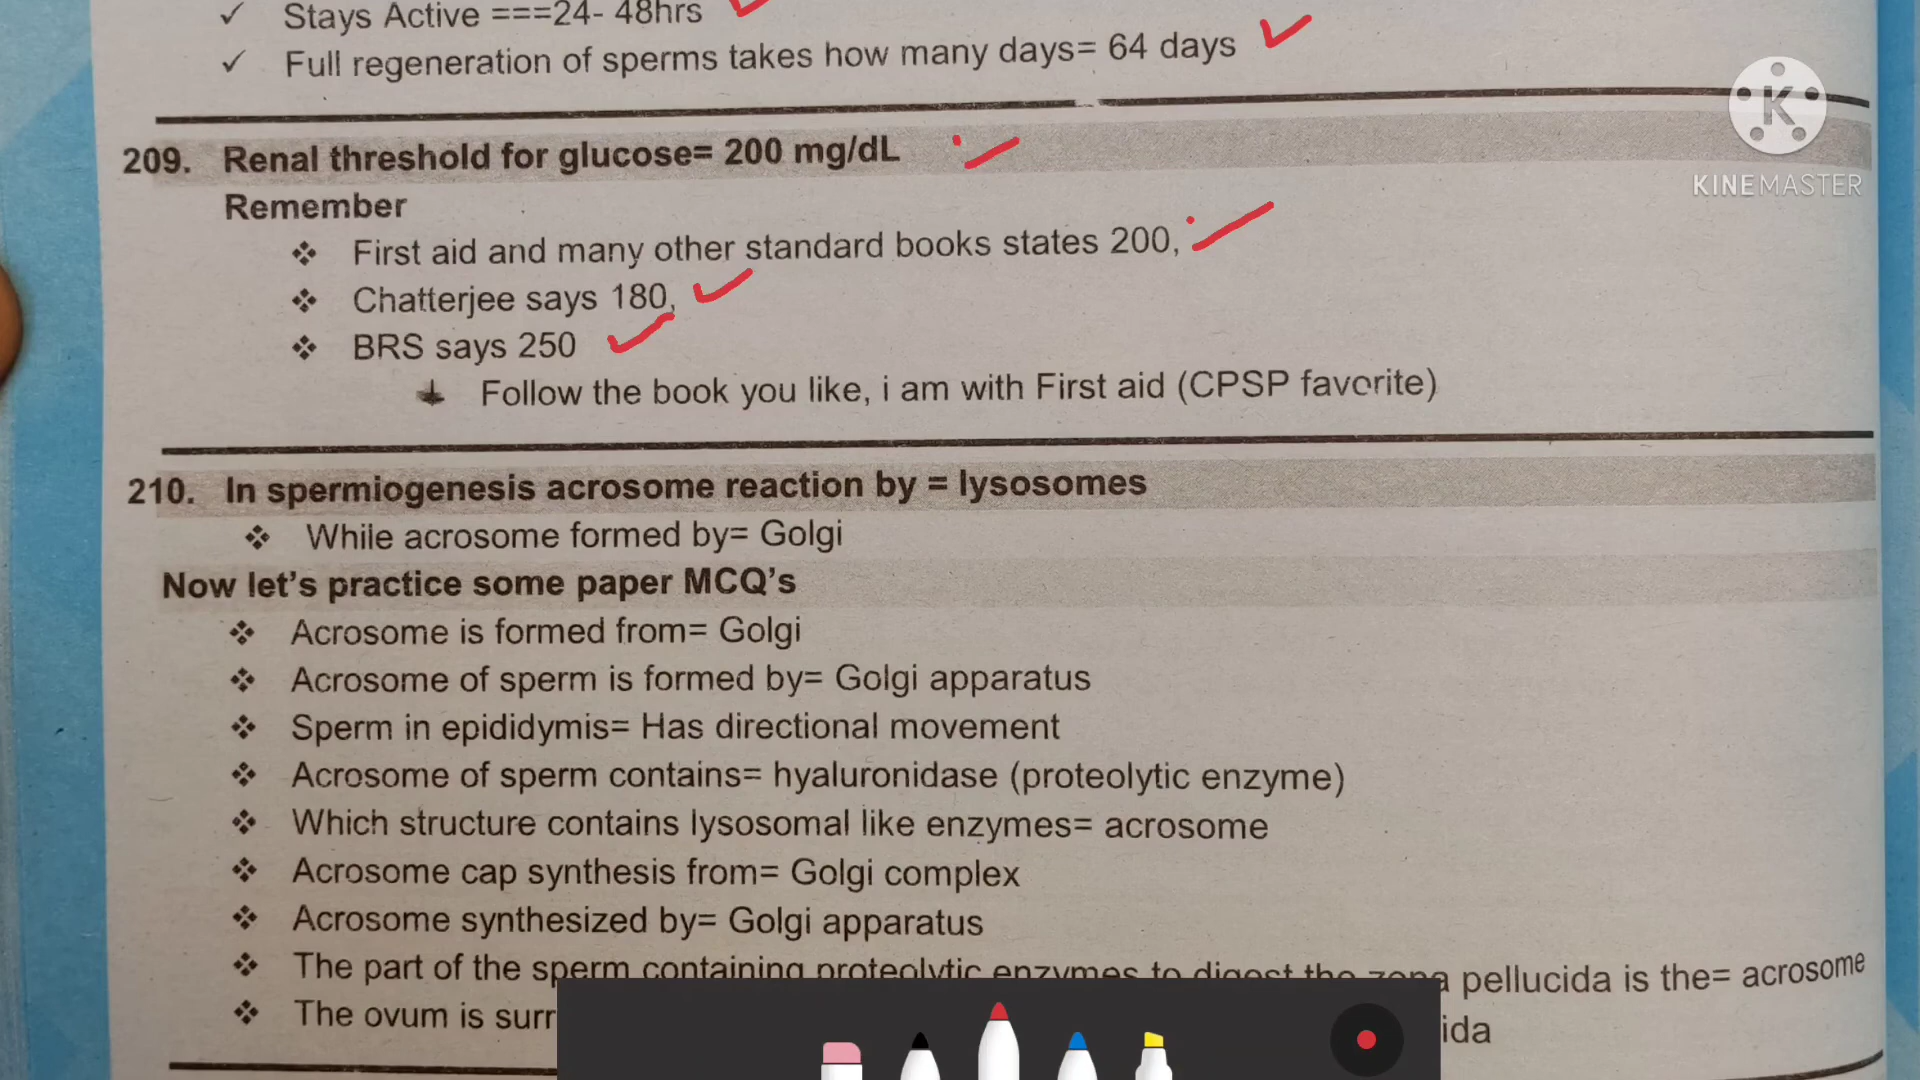 ✓ Stays Active ===24- 48hrs
✓ Full regeneration of sperms takes how many days= 64 days
209. Renal threshold for glucose= 200 mg/dL
Remember
❖ First aid and many other standard books states 200,
❖ Chatterjee says 180,
❖ BRS says 250
Follow the book you like, i am with First aid (CPSP favorite)
210. In spermiogenesis acrosome reaction by = lysosomes
❖ While acrosome formed by= Golgi
Now let's practice some paper MCQ's
❖ Acrosome is formed from= Golgi
❖ Acrosome of sperm is formed by= Golgi apparatus
❖ Sperm in epididymis= Has directional movement
❖ Acrosome of sperm contains= hyaluronidase (proteolytic enzyme)
❖ Which structure contains lysosomal like enzymes= acrosome
❖ Acrosome cap synthesis from= Golgi complex
❖ Acrosome synthesized by= Golgi apparatus
❖ The part of the sperm containing proteolytic enzymes to digest the zona pellucida is the= acrosome
❖ The ovum is
K
KINEMASTER